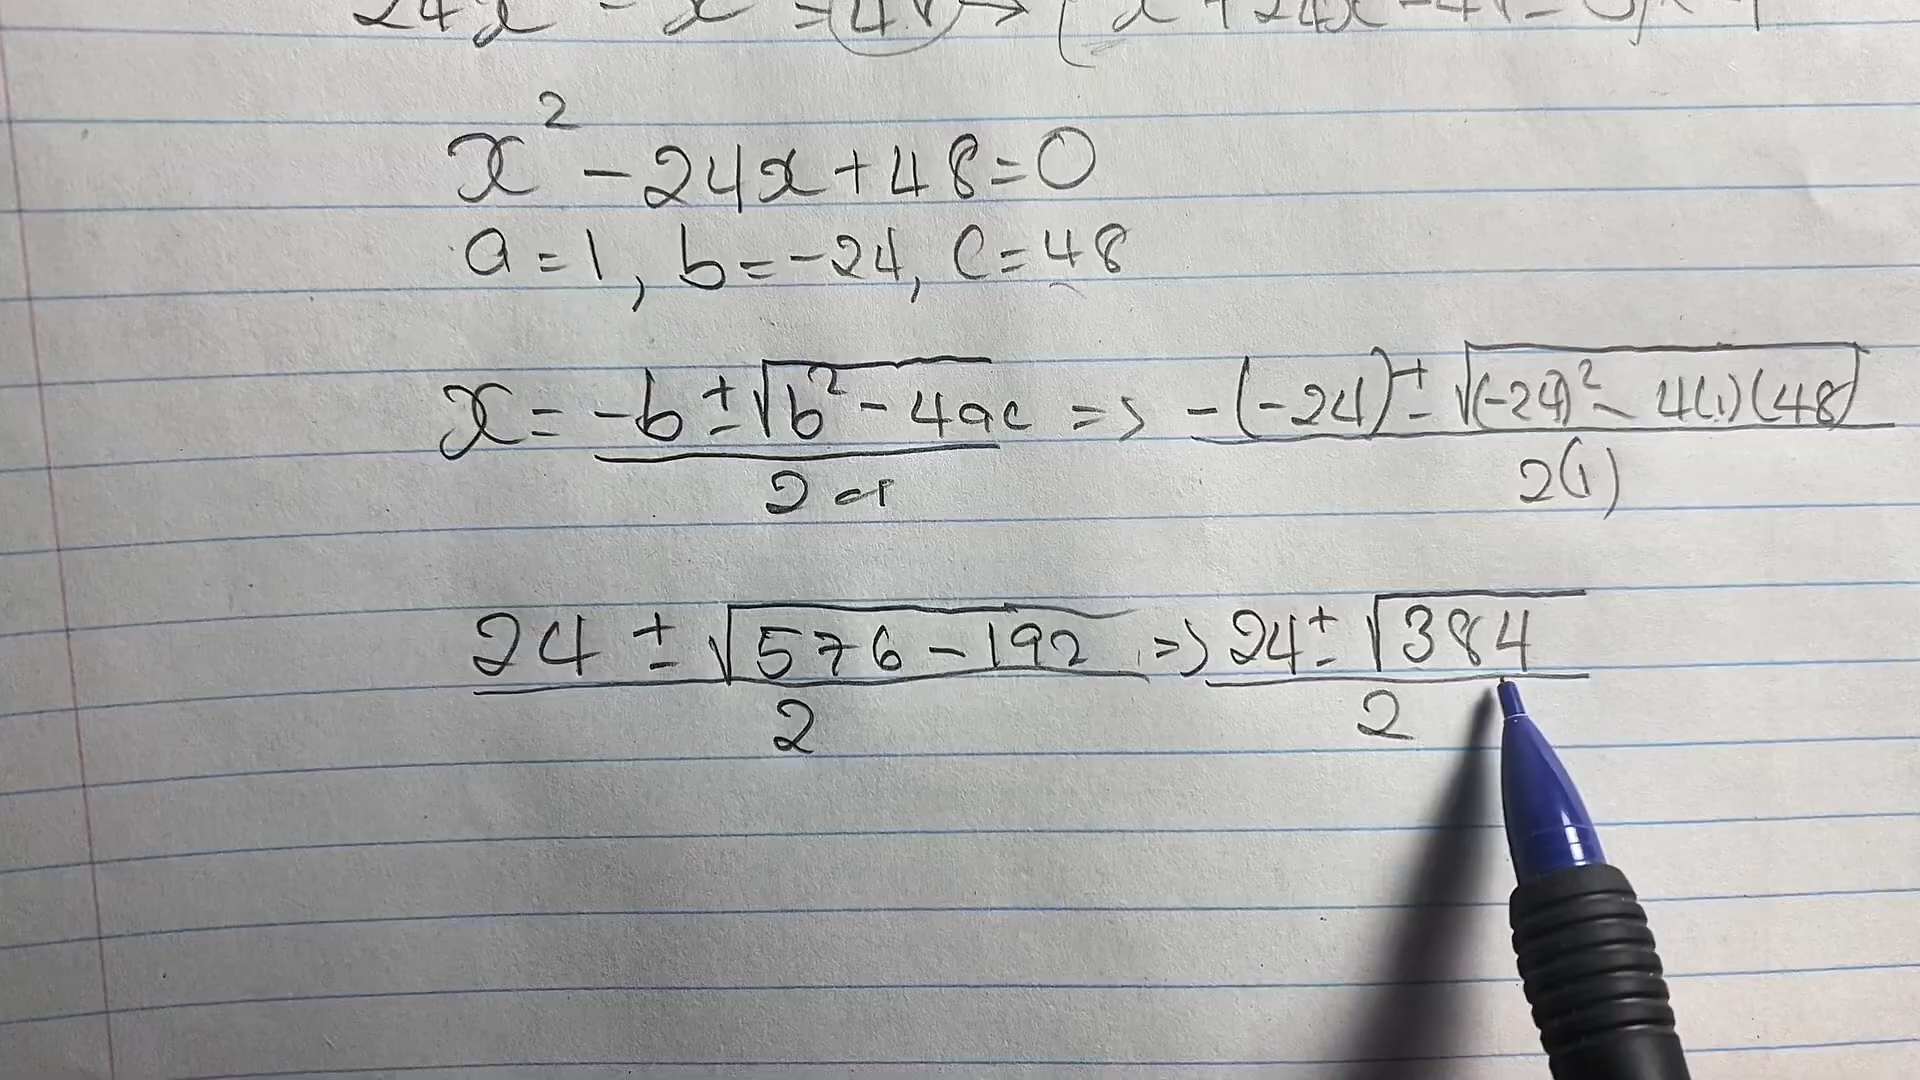 x² - 24x + 48 = 0
a = 1, b = -24, c = 48
x = (-b ± √(b² - 4ac)) / 2a => (-(-24) ± √((-24)² - 4(1)(48))) / 2(1)
(24 ± √(576 - 192)) / 2 => (24 ± √384) / 2